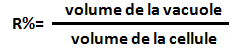 volume de la vacuole
R%=
volume de la cellule